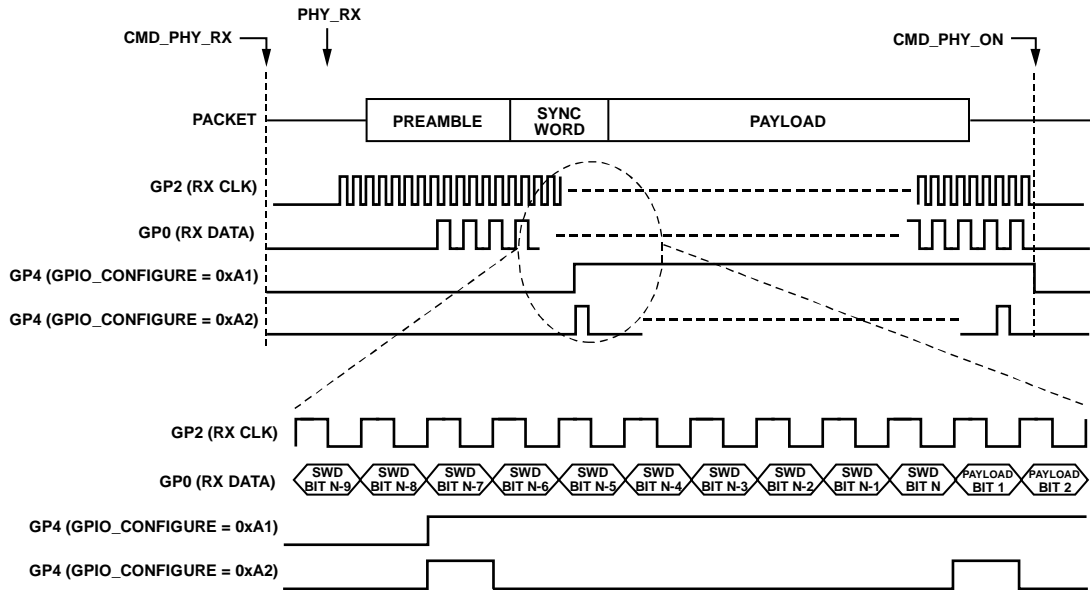 PHY_RX
CMD_PHY_RX
CMD_PHY_ON
PACKET
PREAMBLE
SYNC
WORD
PAYLOAD
GP2 (RX CLK)
GP0 (RX DATA)
GP4 (GPIO_CONFIGURE = 0xA1)
GP4 (GPIO_CONFIGURE = 0xA2)
GP2 (RX CLK)
GP0 (RX DATA)
SWD
BIT N-9
SWD
BIT N-8
SWD
BIT N-7
SWD
BIT N-6
SWD
BIT N-5
SWD
BIT N-4
SWD
BIT N-3
SWD
BIT N-2
SWD
BIT N-1
SWD
BIT N
PAYLOAD
BIT 1
PAYLOAD
BIT 2
GP4 (GPIO_CONFIGURE = 0xA1)
GP4 (GPIO_CONFIGURE = 0xA2)